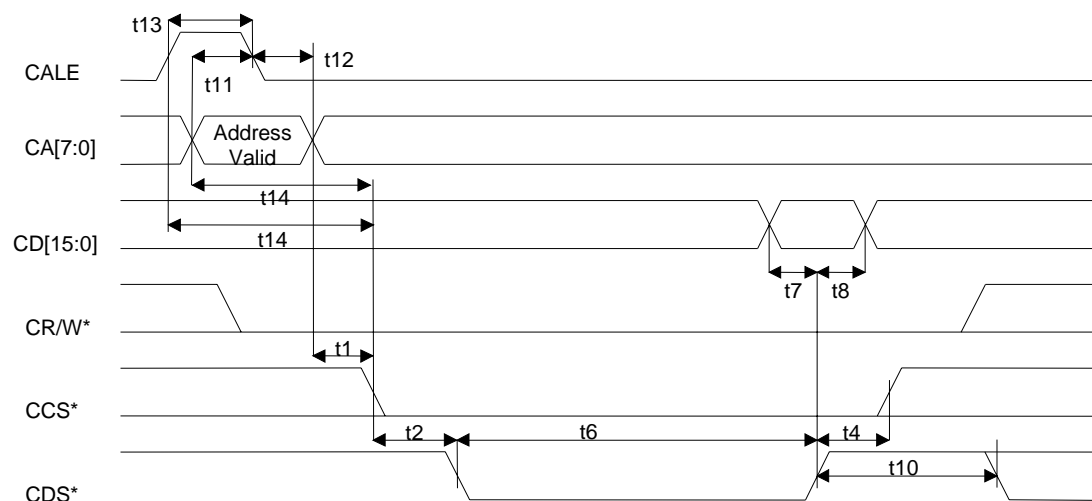 t13
t12
CALE
t11
CA[7:0]
Address
Valid
t14
t14
CD[15:0]
t7
t8
CR/W*
t1
CCS*
t2
t6
t4
t10
CDS*